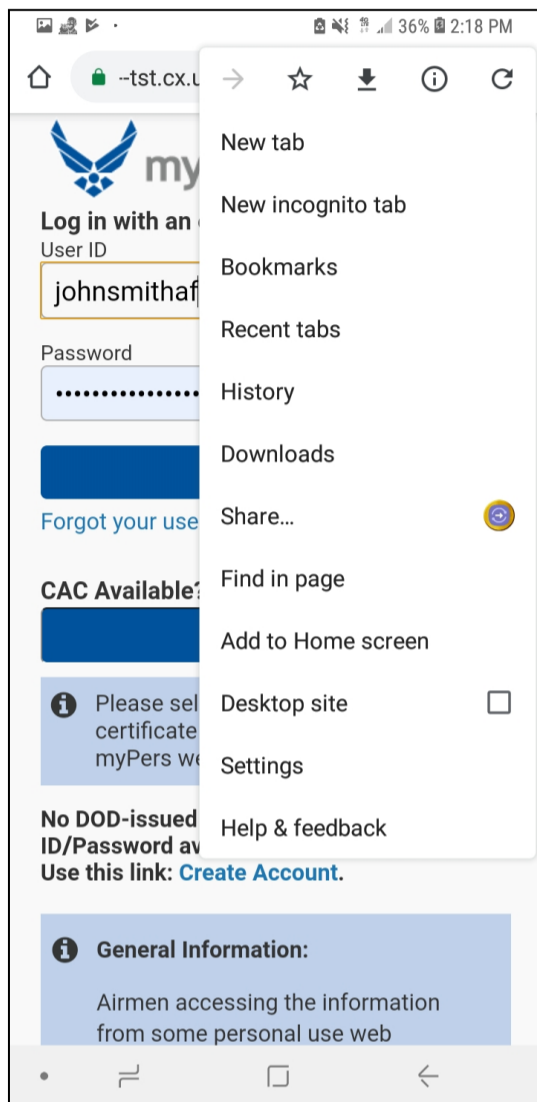 36% 2:18 PM
--tst.cx.u
my
New tab
New incognito tab
Bookmarks
Recent tabs
History
Downloads
Share...
Find in page
Add to Home screen
Desktop site
Settings
Help & feedback
Log in with an
User ID
johnsmithaf
Password
••••••••••••••••
Forgot your use
CAC Available?
Please sel
certificate
myPers we
No DOD-issued
ID/Password av
Use this link: Create Account.
General Information:
Airmen accessing the information
from some personal use web